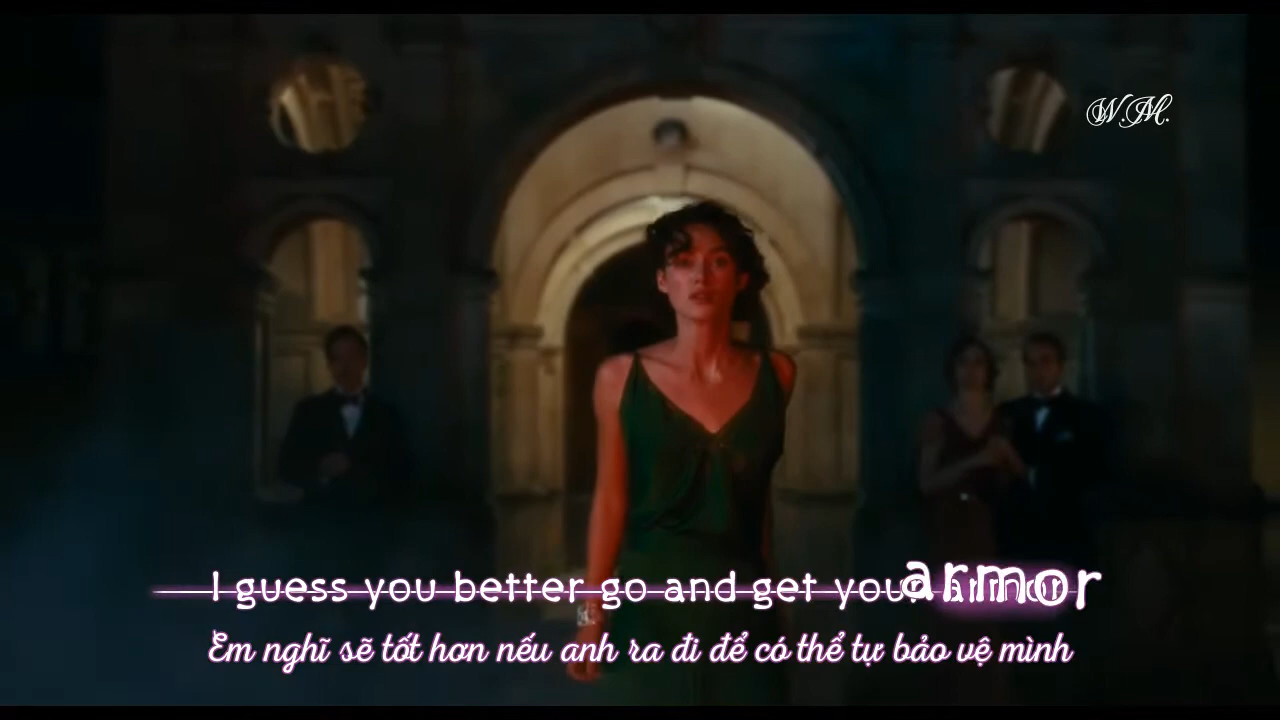 W.M.
I guess you better go and get your armor
Em nghĩ sẽ tốt hơn nếu anh ra đi để có thể tự bảo vệ mình